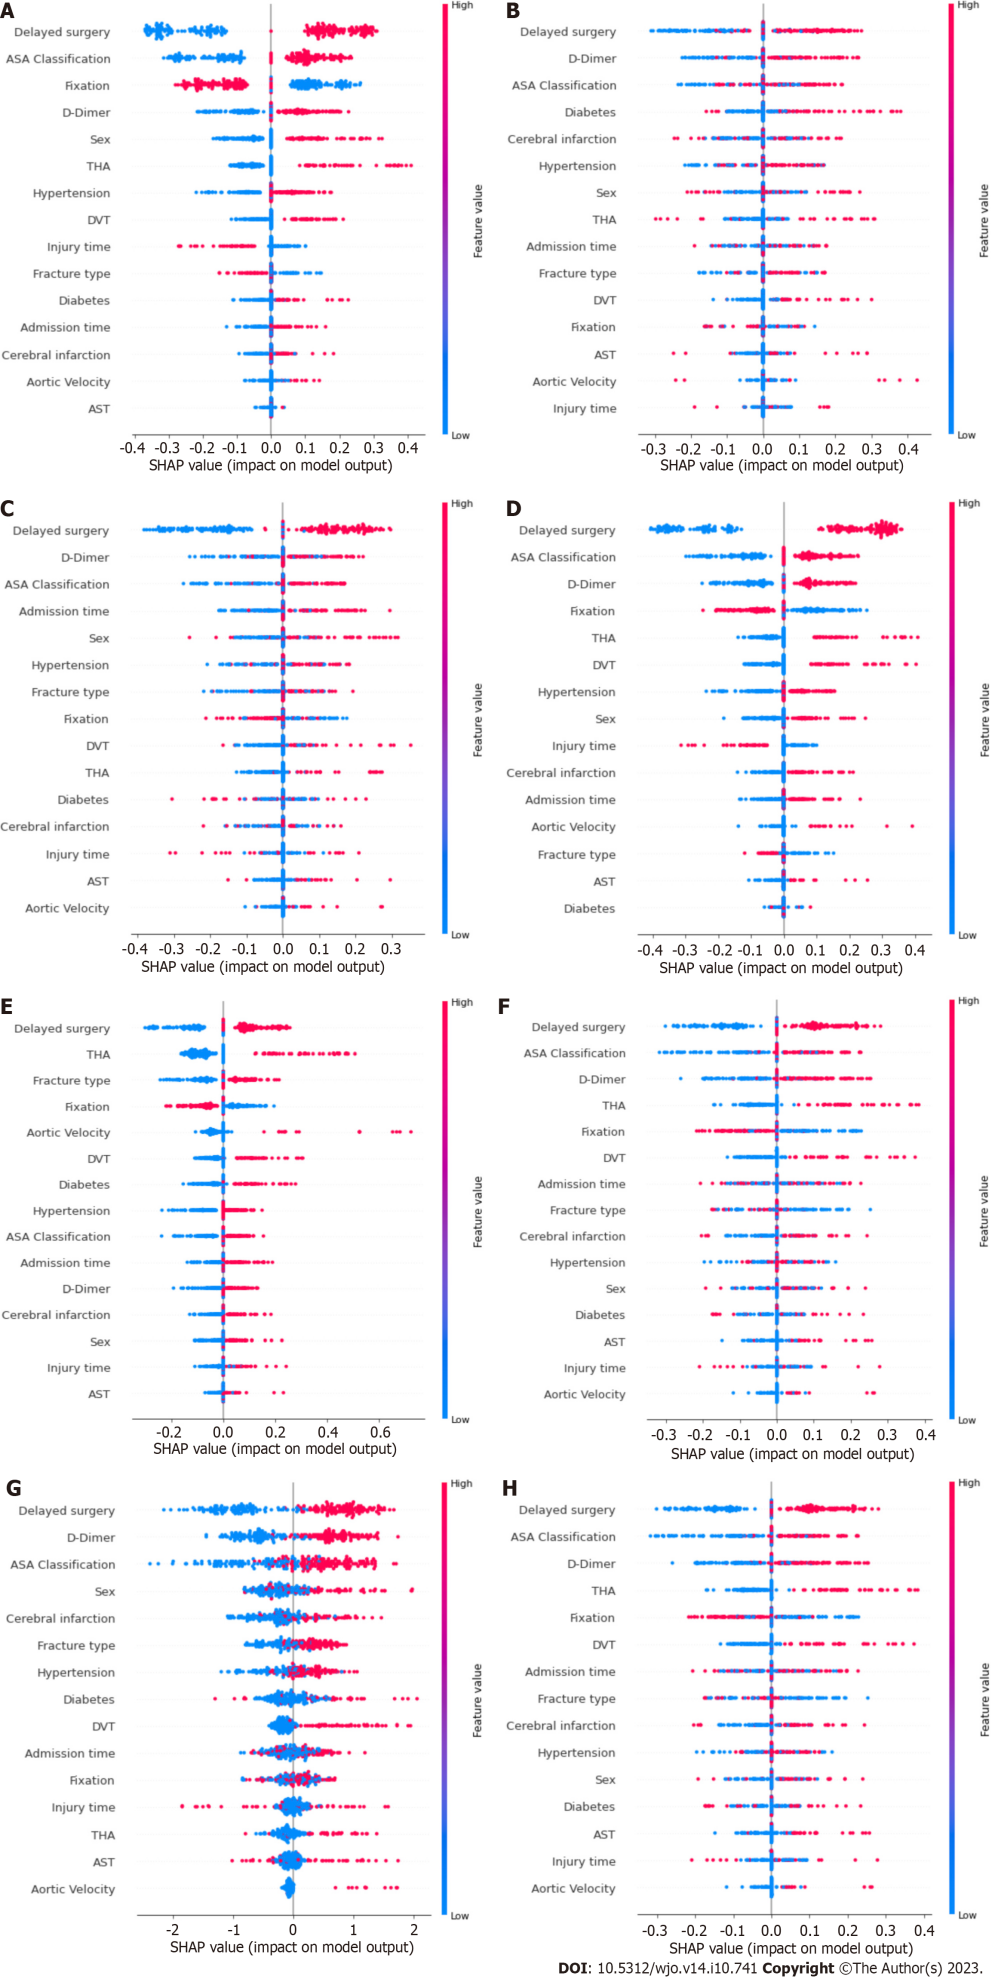 A
High
Delayed surgery
ASA Classification
Fixation
D-Dimer
Sex
THA
Hypertension
DVT
Injury time
Fracture type
Diabetes
Admission time
Cerebral infarction
Aortic Velocity
AST
Feature value
Low
-0.4 -0.3 -0.2 -0.1 0.0 0.1 0.2 0.3 0.4
SHAP value (impact on model output)
B
High
Delayed surgery
D-Dimer
ASA Classification
Diabetes
Cerebral infarction
Hypertension
Sex
THA
Admission time
Fracture type
DVT
Fixation
AST
Aortic Velocity
Injury time
Feature value
Low
-0.3 -0.2 -0.1 0.0 0.1 0.2 0.3 0.4
SHAP value (impact on model output)
C
High
Delayed surgery
D-Dimer
ASA Classification
Admission time
Sex
Hypertension
Fracture type
Fixation
DVT
THA
Diabetes
Cerebral infarction
Injury time
AST
Aortic Velocity
Feature value
Low
-0.4 -0.3 -0.2 -0.1 0.0 0.1 0.2 0.3
SHAP value (impact on model output)
D
High
Delayed surgery
ASA Classification
D-Dimer
Fixation
THA
DVT
Hypertension
Sex
Injury time
Cerebral infarction
Admission time
Aortic Velocity
Fracture type
AST
Diabetes
Feature value
Low
-0.4 -0.3 -0.2 -0.1 0.0 0.1 0.2 0.3 0.4
SHAP value (impact on model output)
E
High
Delayed surgery
THA
Fracture type
Fixation
Aortic Velocity
DVT
Diabetes
Hypertension
ASA Classification
Admission time
D-Dimer
Cerebral infarction
Sex
Injury time
AST
Feature value
Low
-0.2 0.0 0.2 0.4 0.6
SHAP value (impact on model output)
F
High
Delayed surgery
ASA Classification
D-Dimer
THA
Fixation
DVT
Admission time
Fracture type
Cerebral infarction
Hypertension
Sex
Diabetes
AST
Injury time
Aortic Velocity
Feature value
Low
-0.3 -0.2 -0.1 0.0 0.1 0.2 0.3 0.4
SHAP value (impact on model output)
G
High
Delayed surgery
D-Dimer
ASA Classification
Sex
Cerebral infarction
Fracture type
Hypertension
Diabetes
DVT
Admission time
Fixation
Injury time
THA
AST
Aortic Velocity
Feature value
Low
-2 -1 0 1 2
SHAP value (impact on model output)
H
High
Delayed surgery
ASA Classification
D-Dimer
THA
Fixation
DVT
Admission time
Fracture type
Cerebral infarction
Hypertension
Sex
Diabetes
AST
Injury time
Aortic Velocity
Feature value
Low
-0.3 -0.2 -0.1 0.0 0.1 0.2 0.3 0.4
SHAP value (impact on model output)
DOI: 10.5312/wjo.v14.i10.741 Copyright ©The Author(s) 2023.